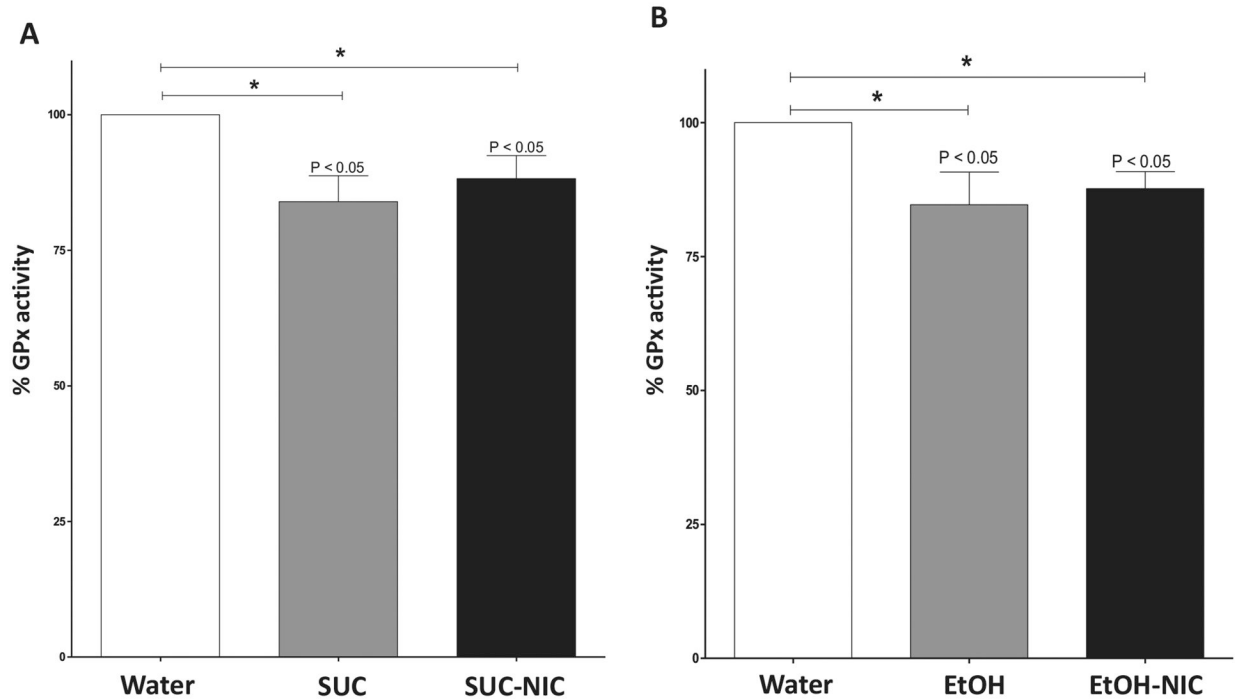 A
% GPx activity
100
75
50
25
0
*
*
P < 0.05
P < 0.05
Water
SUC
SUC-NIC
B
% GPx activity
100
75
50
25
0
*
*
P < 0.05
P < 0.05
Water
EtOH
EtOH-NIC